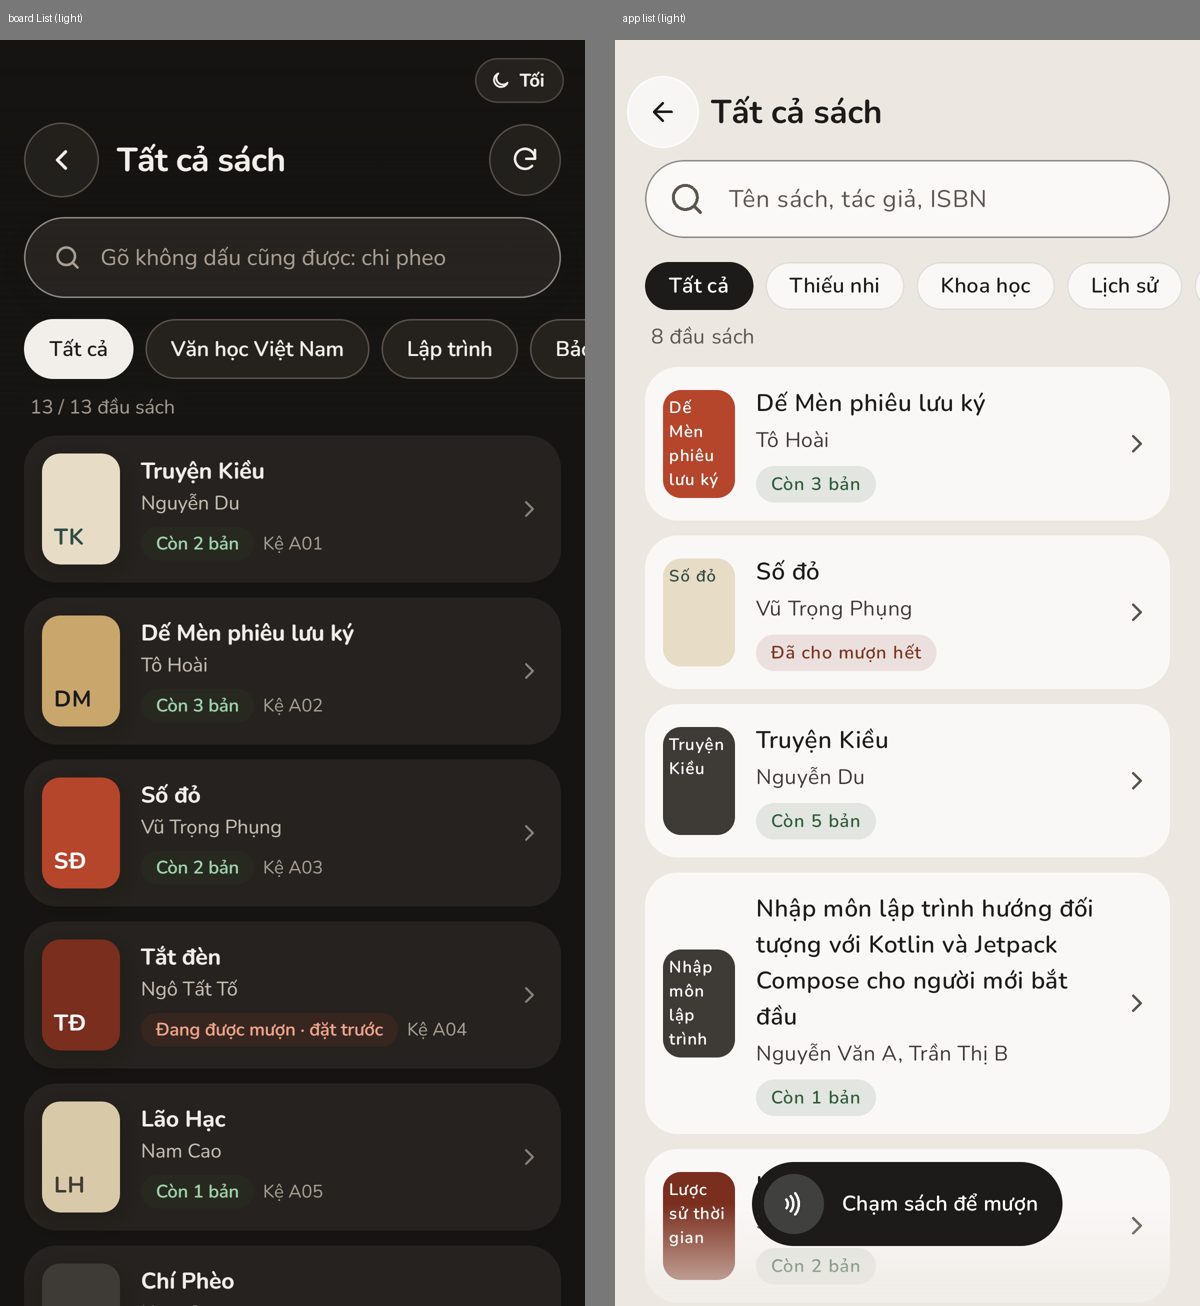 board List (light)
Tối
Tất cả sách
Gõ không dấu cũng được: chi pheo
Tất cả
Văn học Việt Nam
Lập trình
13 / 13 đầu sách
TK
Truyện Kiều
Nguyễn Du
Còn 2 bản
Kệ A01
DM
Dế Mèn phiêu lưu ký
Tô Hoài
Còn 3 bản
Kệ A02
SĐ
Số đỏ
Vũ Trọng Phụng
Còn 2 bản
Kệ A03
TĐ
Tắt đèn
Ngô Tất Tố
Đang được mượn · đặt trước
Kệ A04
LH
Lão Hạc
Nam Cao
Còn 1 bản
Kệ A05
Chí Phèo
app list (light)
Tất cả sách
Tên sách, tác giả, ISBN
Tất cả
Thiếu nhi
Khoa học
Lịch sử
8 đầu sách
Dế
Mèn
phiêu
lưu ký
Dế Mèn phiêu lưu ký
Tô Hoài
Còn 3 bản
Số đỏ
Số đỏ
Vũ Trọng Phụng
Đã cho mượn hết
Truyện
Kiều
Truyện Kiều
Nguyễn Du
Còn 5 bản
Nhập
môn
lập
trình
Nhập môn lập trình hướng đối
tượng với Kotlin và Jetpack
Compose cho người mới bắt
đầu
Nguyễn Văn A, Trần Thị B
Còn 1 bản
Lược
sử thời
gian
Chạm sách để mượn
Còn 2 bản